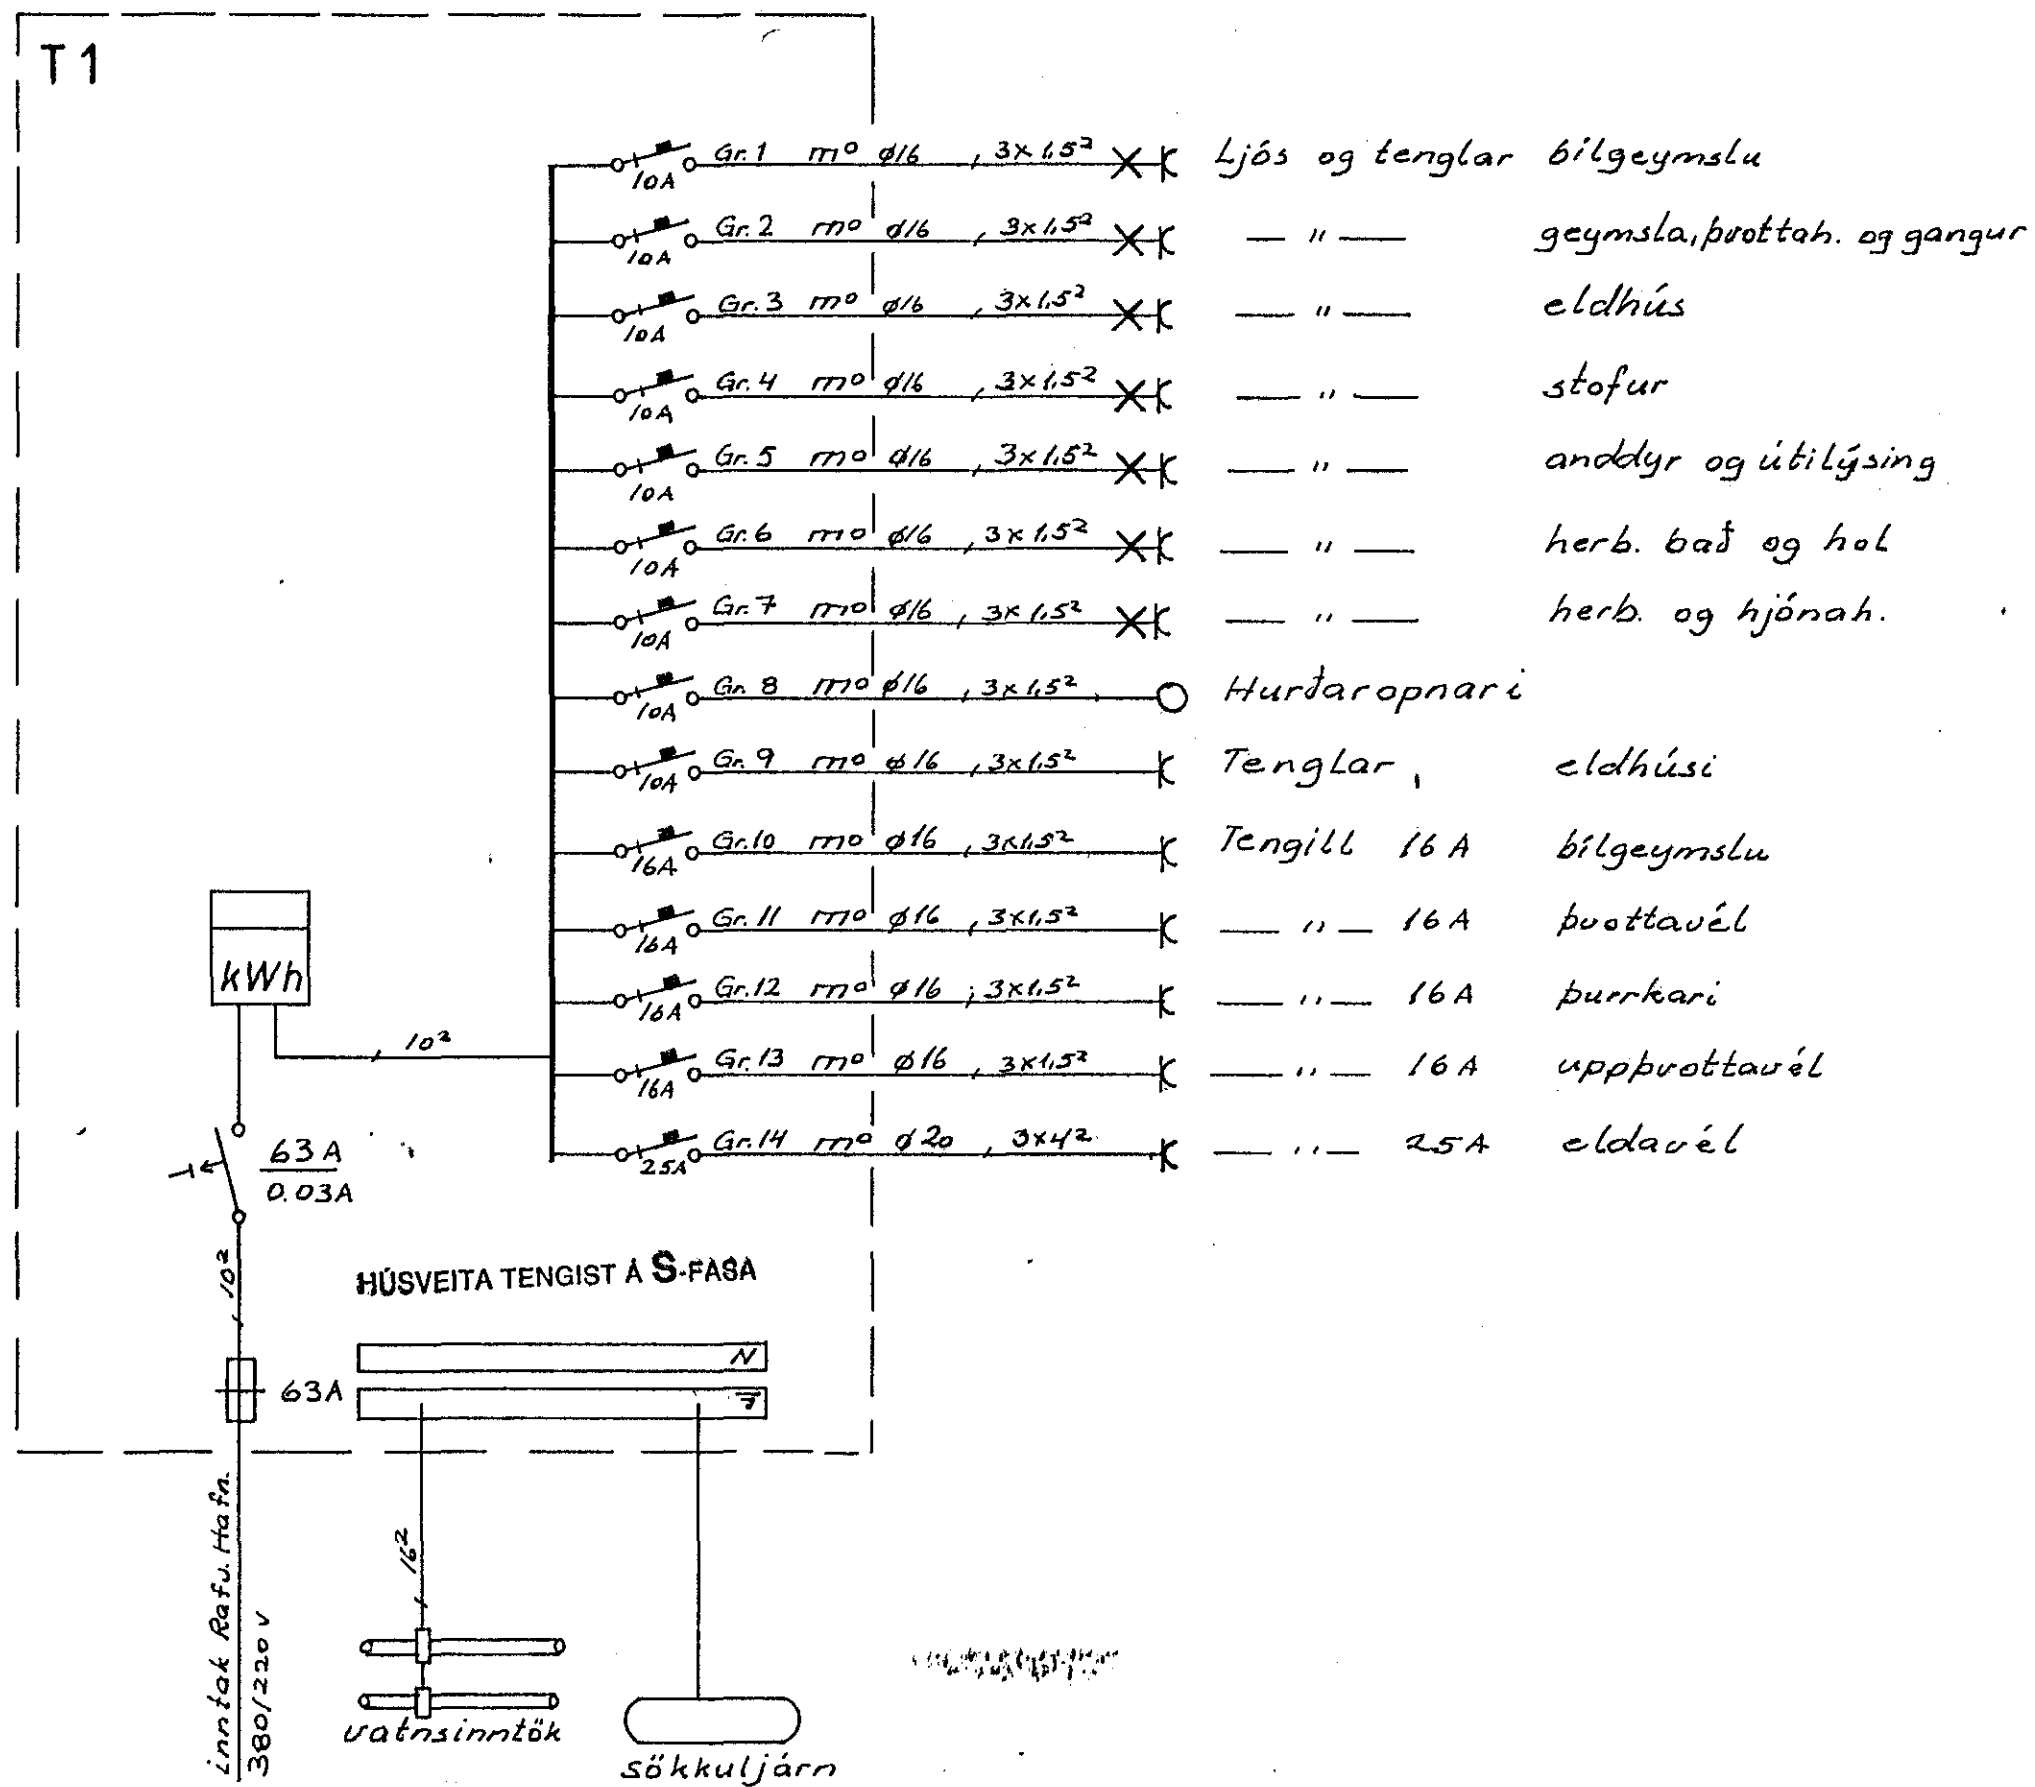 T1
Gr.1 m° ø16, 3x1,5² Ljós og tenglar bílgeymslu
10A
Gr.2 m° ø16, 3x1,5² — " — geymsla, þvottah. og gangur
10A
Gr.3 m° ø16, 3x1,5² — " — eldhús
10A
Gr.4 m° ø16, 3x1,5² — " — stofur
10A
Gr.5 m° ø16, 3x1,5² — " — anddyr og útilýsing
10A
Gr.6 m° ø16, 3x1,5² — " — herb. bað og hol
10A
Gr.7 m° ø16, 3x1,5² — " — herb. og hjónah.
10A
Gr.8 m° ø16, 3x1,5² Hurðaropnari
10A
Gr.9 m° ø16, 3x1,5² Tenglar, eldhúsi
10A
Gr.10 m° ø16, 3x1,5² Tengill 16A bílgeymslu
16A
Gr.11 m° ø16, 3x1,5² — " — 16A þvottavél
16A
Gr.12 m° ø16, 3x1,5² — " — 16A þurrkari
16A
Gr.13 m° ø16, 3x1,5² — " — 16A uppþvottavél
16A
Gr.14 m° ø20, 3x4² — " — 25A eldavél
25A
kWh
10²
63A
0.03A
10²
HÚSVEITA TENGIST Á S-FASA
N
63A
inntak Rafv. Hafn.
380/220v
16²
vatnsinntök
sökkuljárn